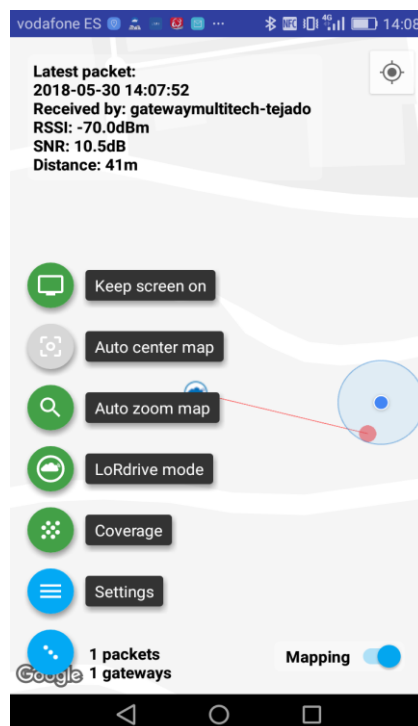 vodafone ES ... NFC 4G 14:08
Latest packet:
2018-05-30 14:07:52
Received by: gatewaymultitech-tejado
RSSI: -70.0dBm
SNR: 10.5dB
Distance: 41m
Keep screen on
Auto center map
Auto zoom map
LoRdrive mode
Coverage
Settings
1 packets
Mapping
Google 1 gateways